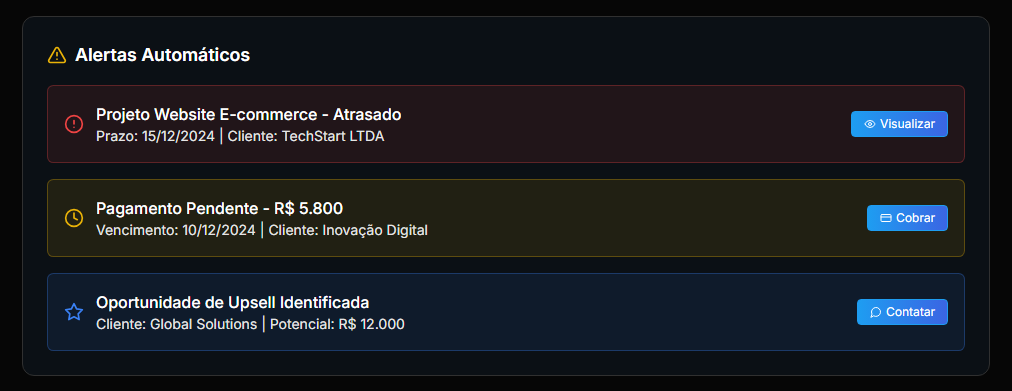 Alertas Automáticos
Projeto Website E-commerce - Atrasado
Prazo: 15/12/2024 | Cliente: TechStart LTDA
Visualizar
Pagamento Pendente - R$ 5.800
Vencimento: 10/12/2024 | Cliente: Inovação Digital
Cobrar
Oportunidade de Upsell Identificada
Cliente: Global Solutions | Potencial: R$ 12.000
Contatar